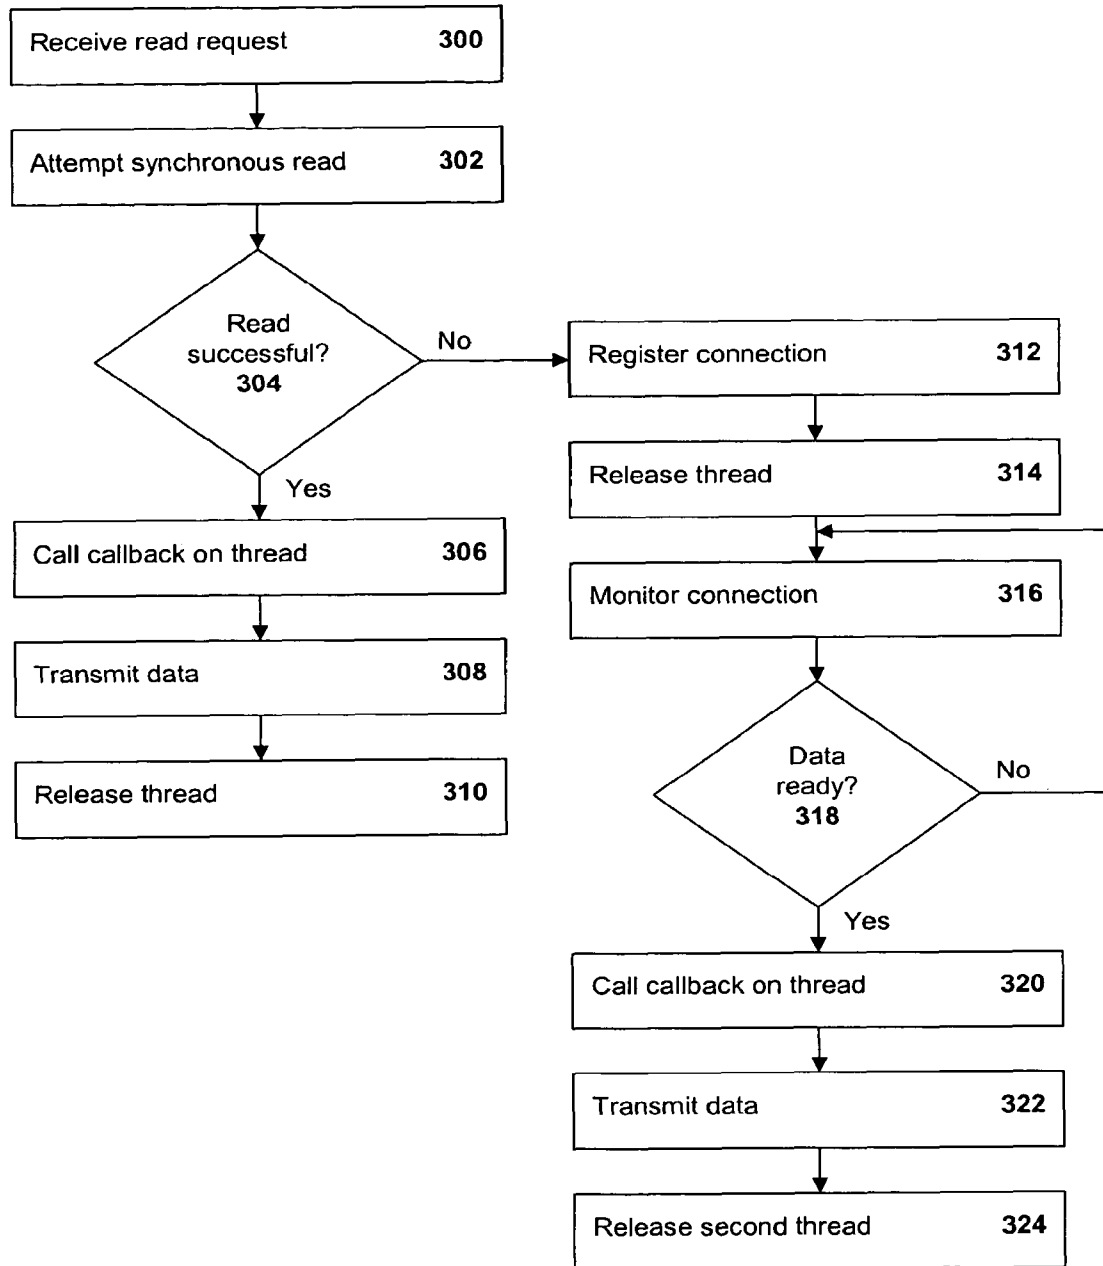 Receive read request 300
Attempt synchronous read 302
Read
successful?
304
No
Yes
Call callback on thread 306
Transmit data 308
Release thread 310
Register connection 312
Release thread 314
Monitor connection 316
Data
ready?
318
No
Yes
Call callback on thread 320
Transmit data 322
Release second thread 324